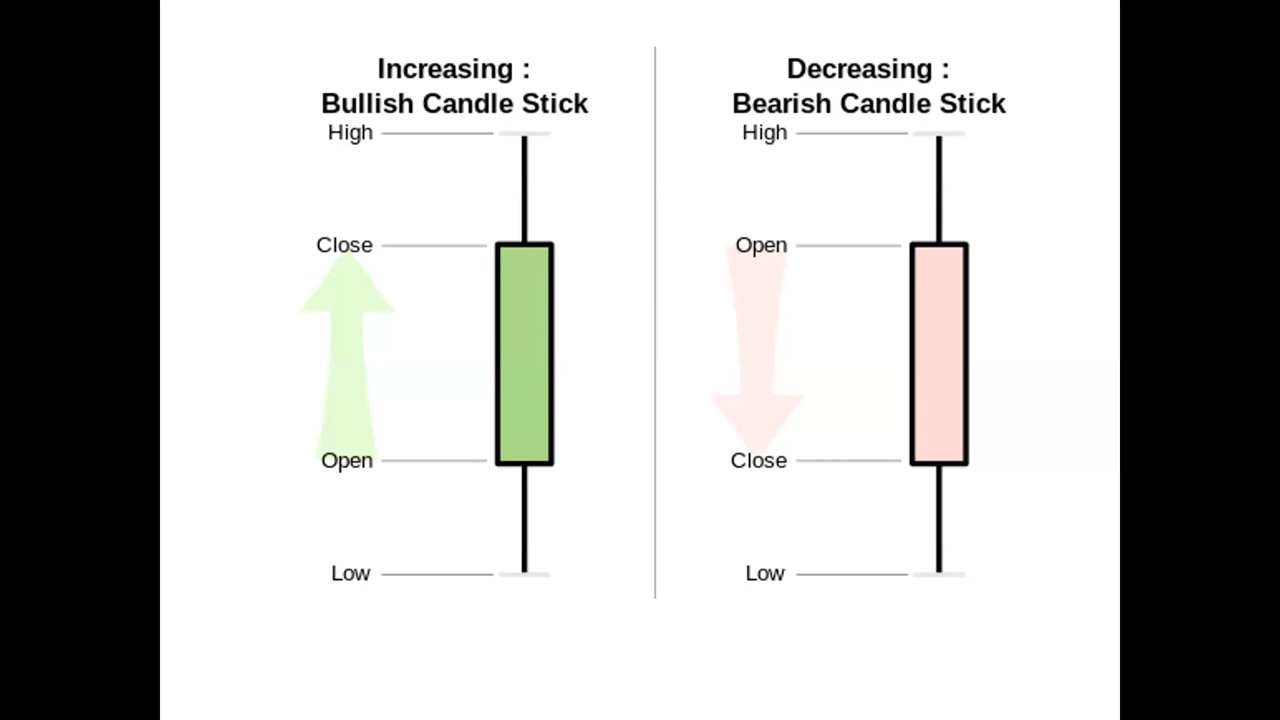 Increasing :
Bullish Candle Stick
High
Close
Open
Low
Decreasing :
Bearish Candle Stick
High
Open
Close
Low